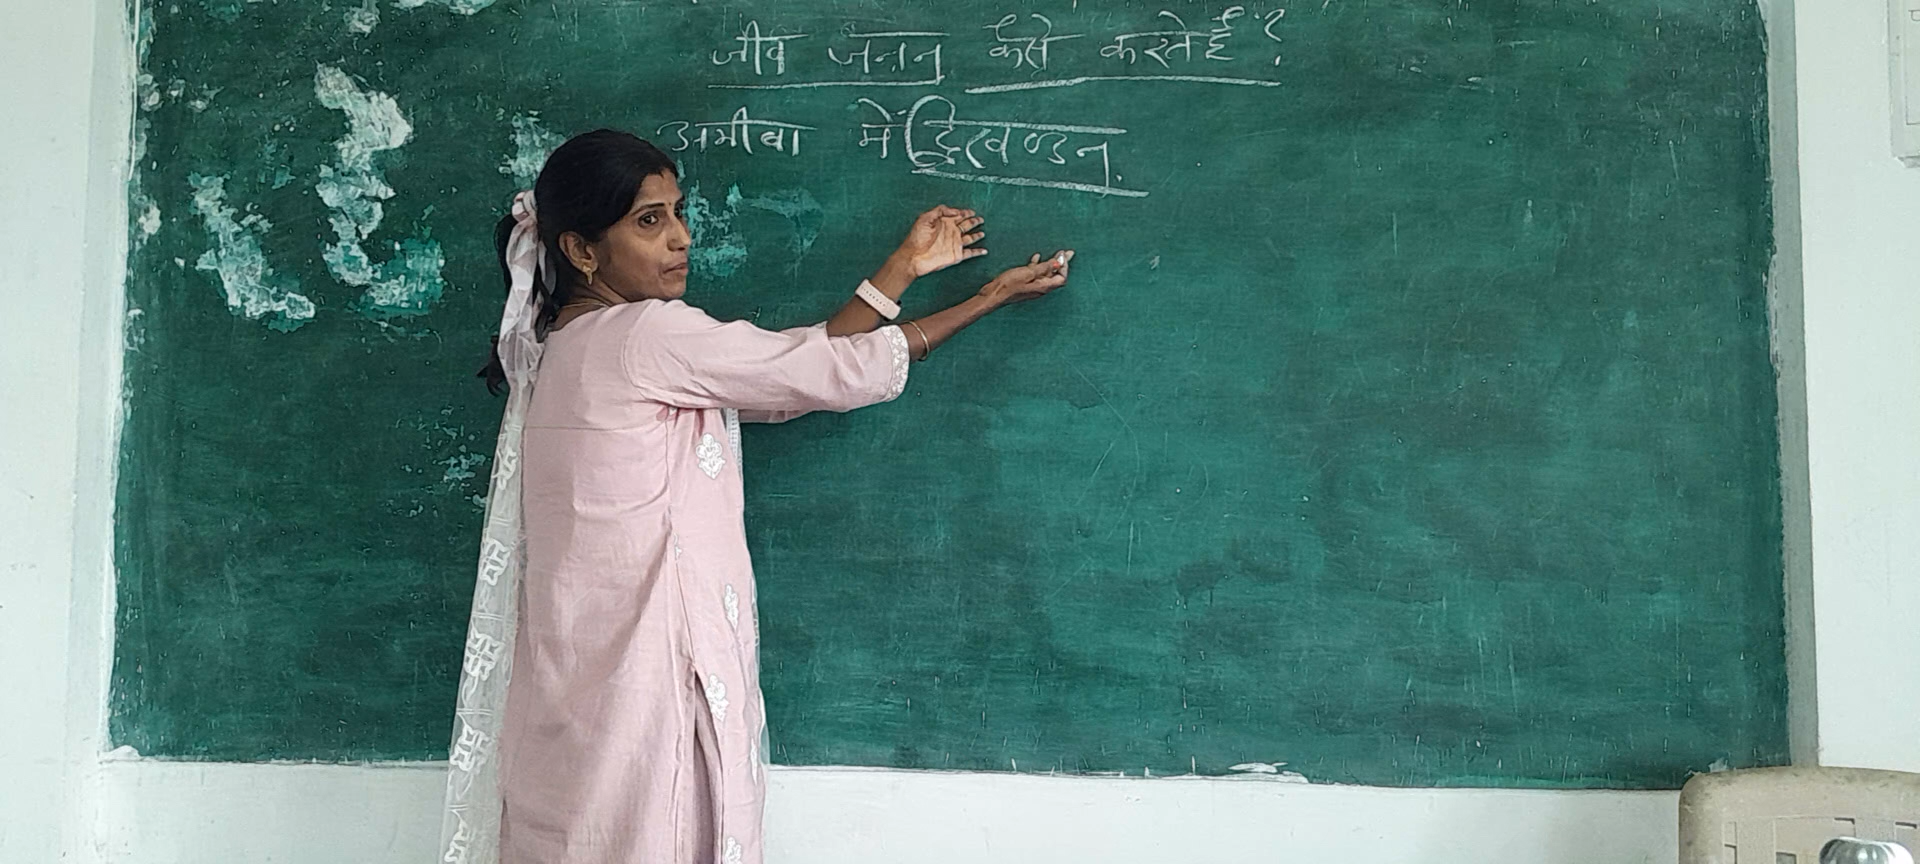 जीव जनन कैसे करते हैं?
अमीबा में द्विखण्डन